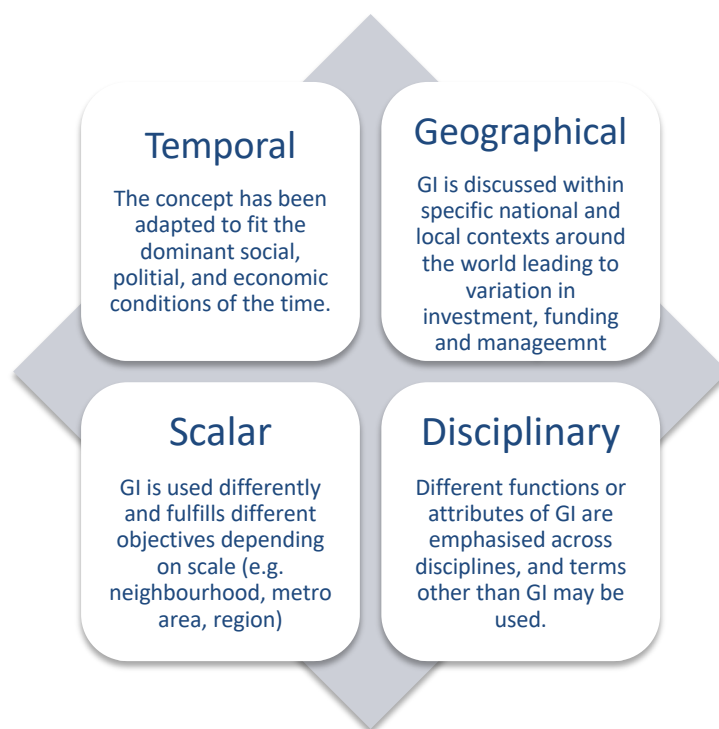 Temporal
The concept has been
adapted to fit the
dominant social,
politial, and economic
conditions of the time.
Geographical
GI is discussed within
specific national and
local contexts around
the world leading to
variation in
investment, funding
and manageemnt
Scalar
GI is used differently
and fulfills different
objectives depending
on scale (e.g.
neighbourhood, metro
area, region)
Disciplinary
Different functions or
attributes of GI are
emphasised across
disciplines, and terms
other than GI may be
used.